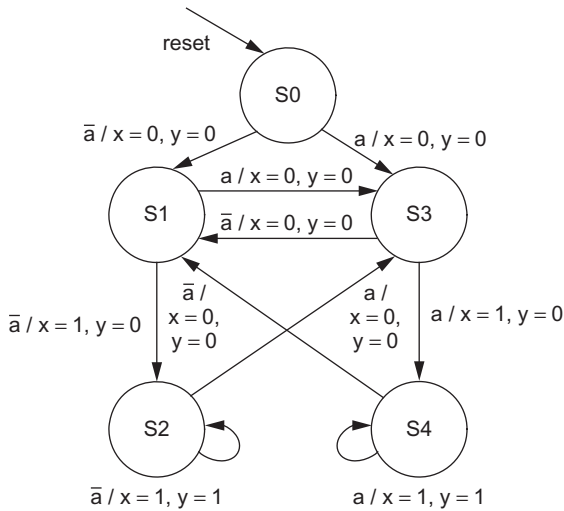 reset
S0
a̅ / x = 0, y = 0
a / x = 0, y = 0
a / x = 0, y = 0
S1
S3
a̅ / x = 0, y = 0
a̅ /
x = 0,
y = 0
a /
x = 0,
y = 0
a̅ / x = 1, y = 0
a / x = 1, y = 0
S2
S4
a̅ / x = 1, y = 1
a / x = 1, y = 1